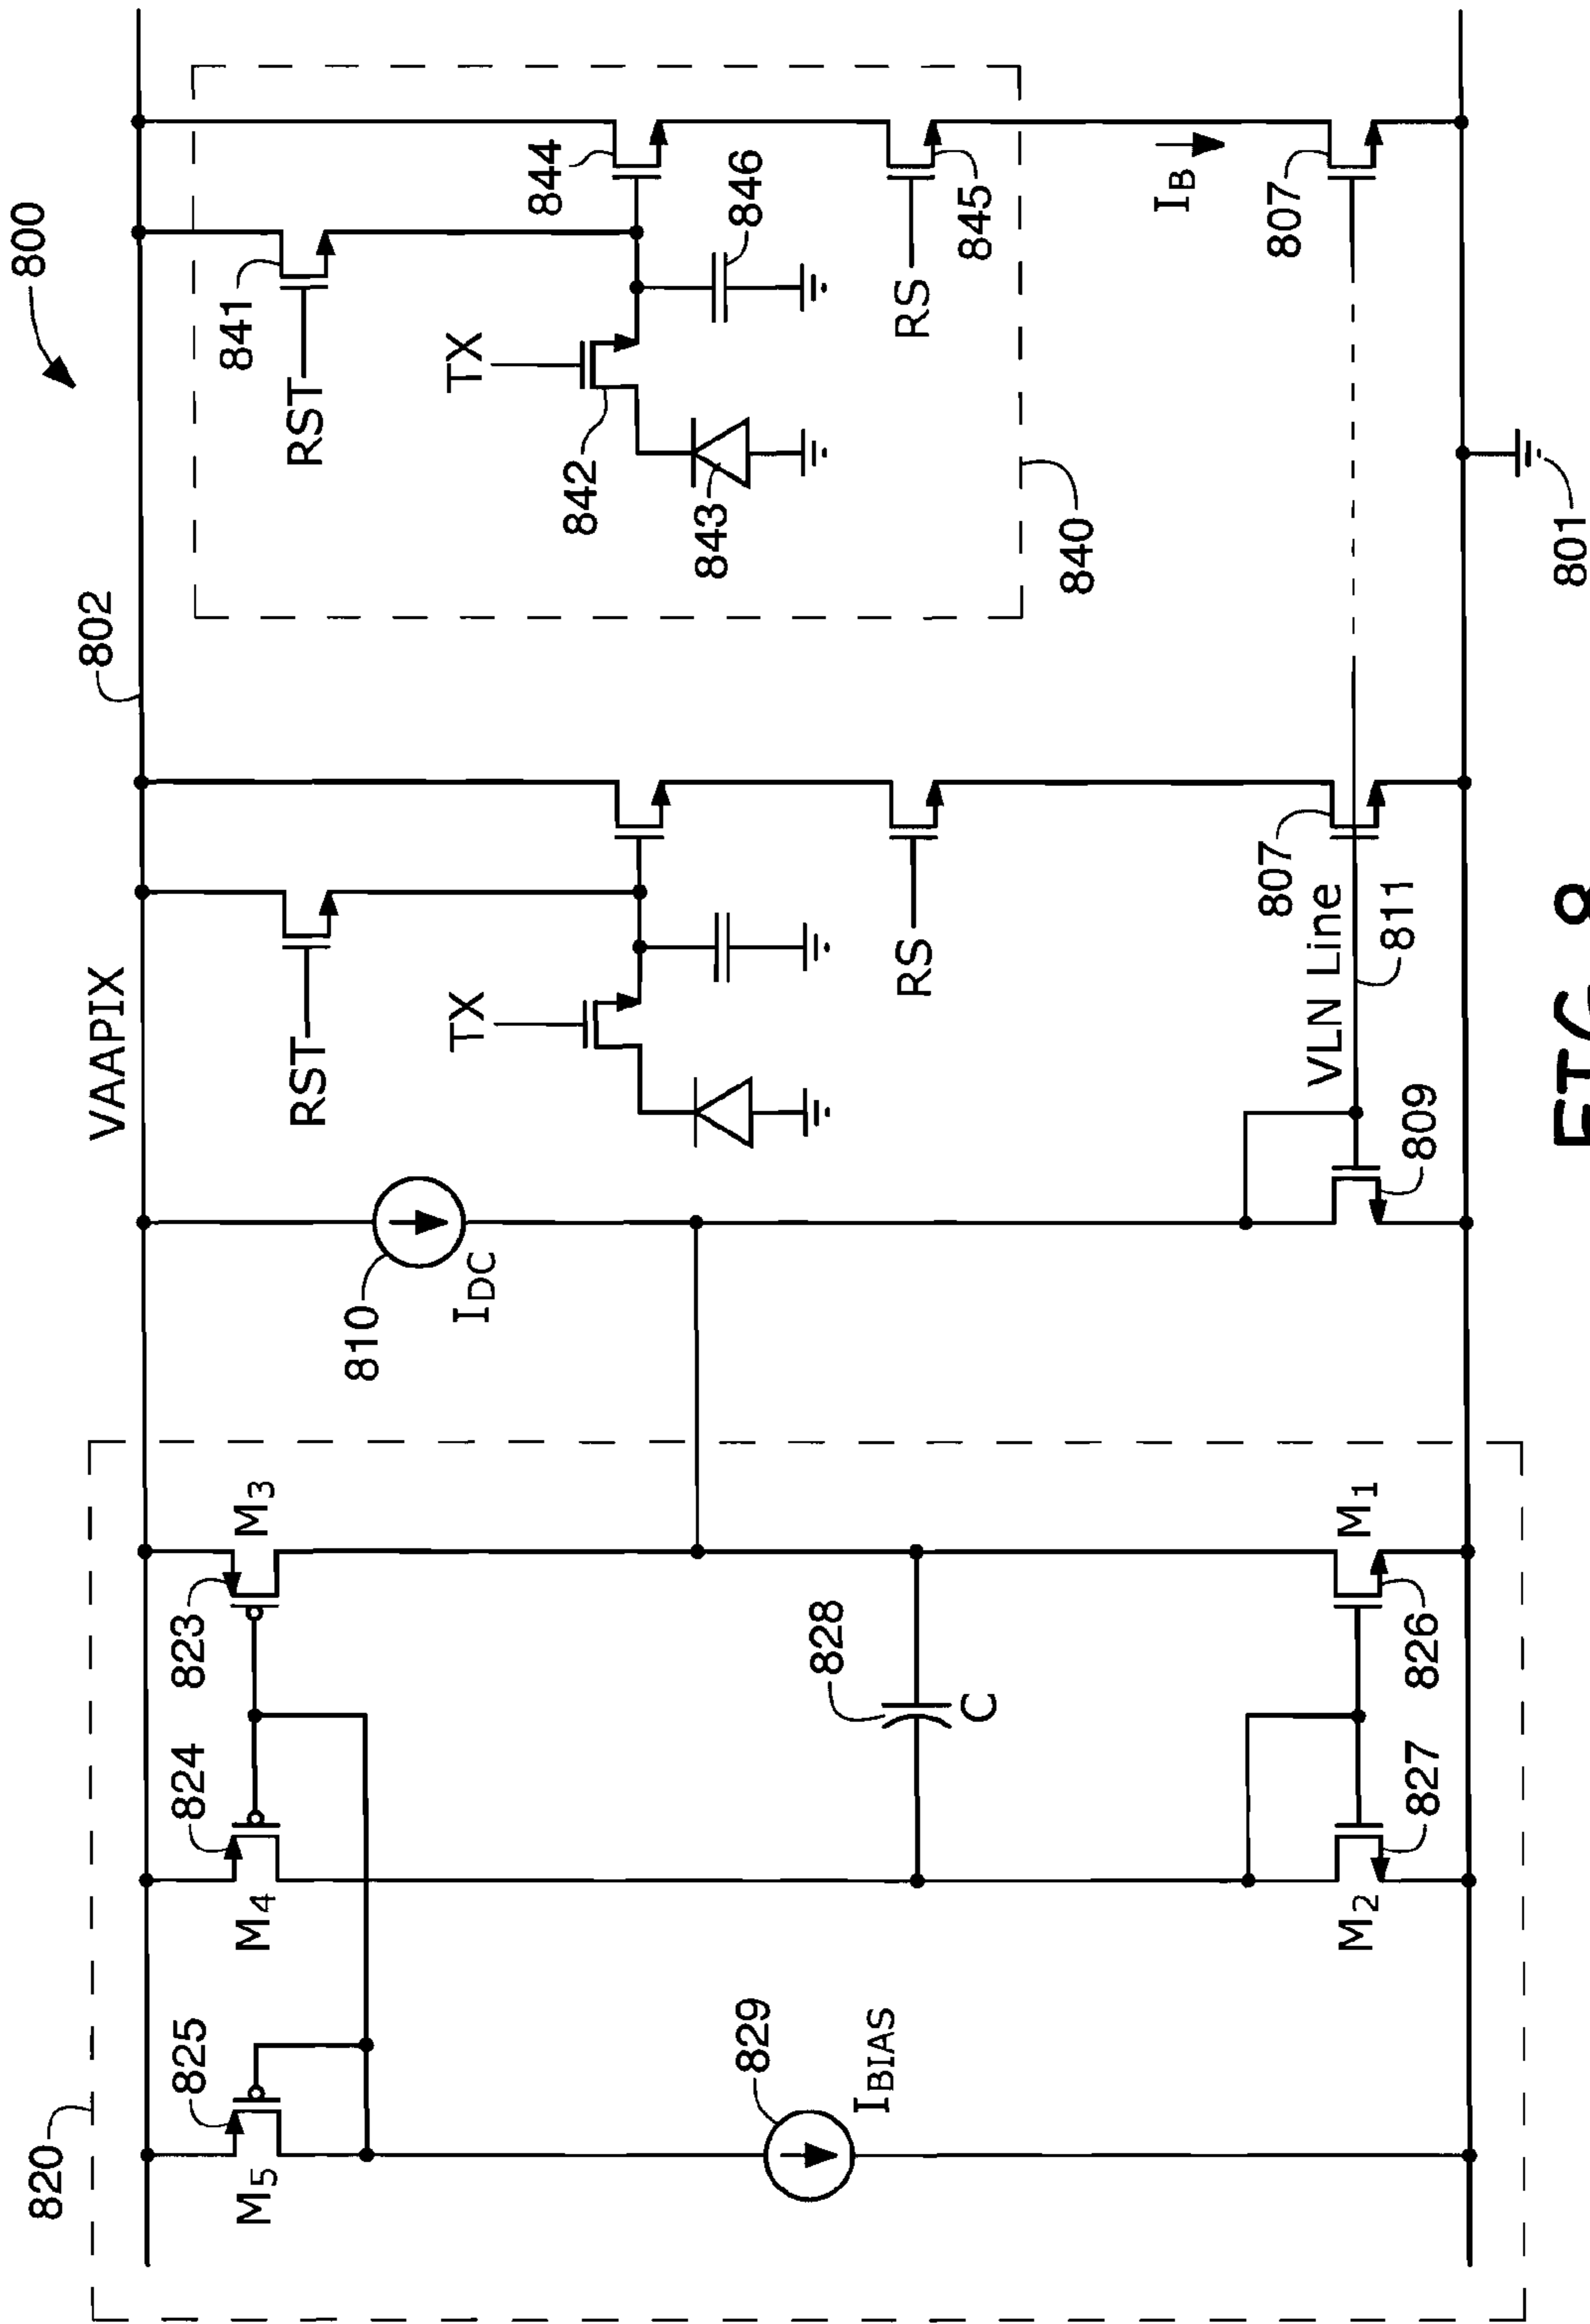 800
802
VAAPIX
820
825
M5
824
M4
823
M3
810
IDC
RST
TX
RST
841
TX
842
843
844
846
840
828
C
829
IBIAS
RS
RS
845
IB
VLN Line
811
807
807
809
M2
827
826
M1
801
FIG. 8